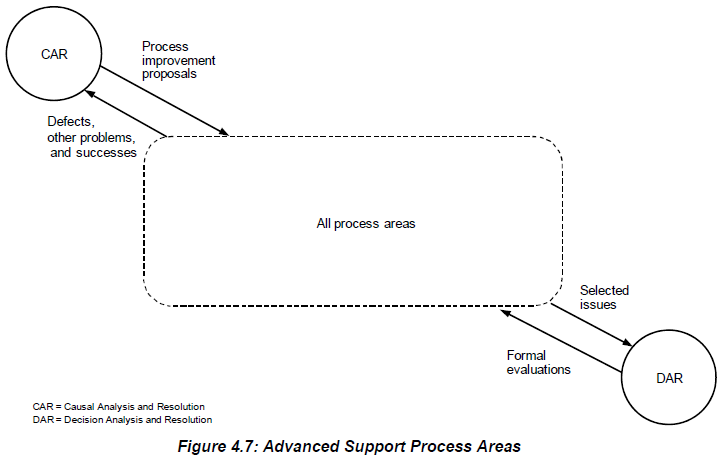 CAR
Process
improvement
proposals
Defects,
other problems,
and successes
All process areas
Selected
issues
Formal
evaluations
DAR
CAR = Causal Analysis and Resolution
DAR = Decision Analysis and Resolution
Figure 4.7: Advanced Support Process Areas